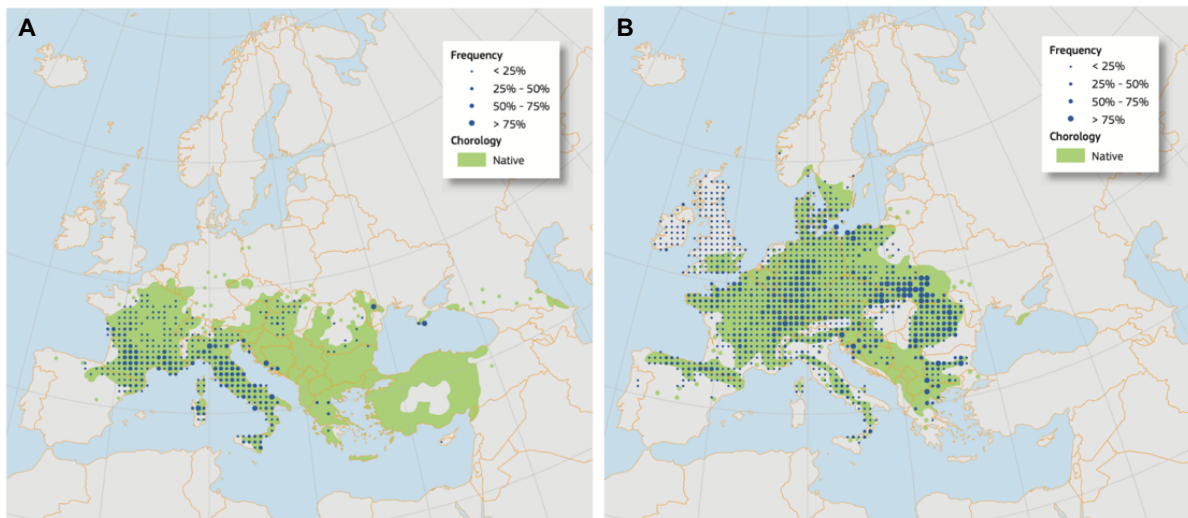 A
Frequency
< 25%
25% - 50%
50% - 75%
> 75%
Chorology
Native
B
Frequency
< 25%
25% - 50%
50% - 75%
> 75%
Chorology
Native